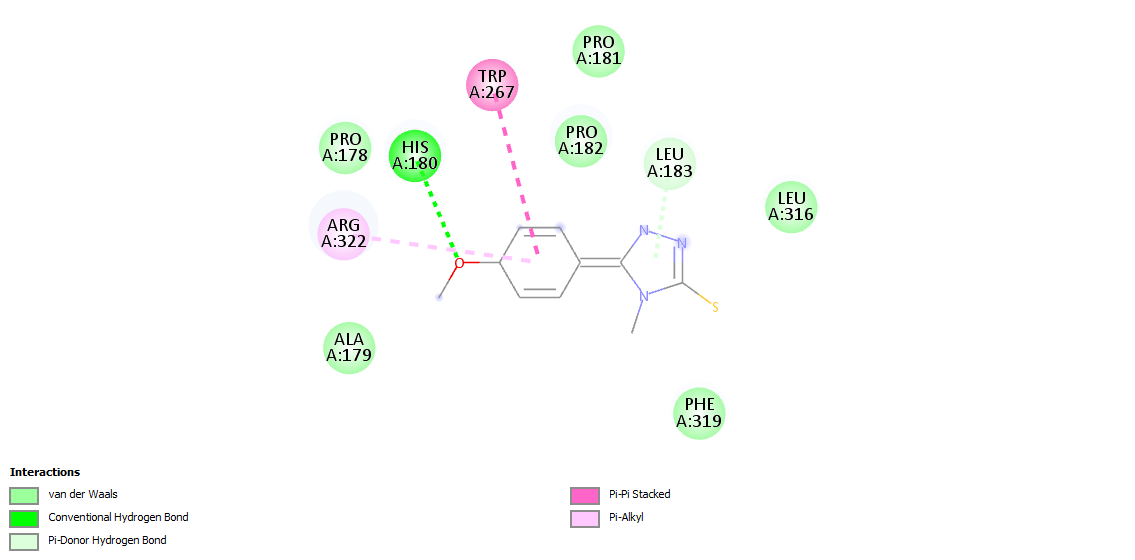 PRO
A:181
TRP
A:267
PRO
A:178
HIS
A:180
PRO
A:182
LEU
A:183
LEU
A:316
ARG
A:322
N
N
O
N
S
ALA
A:179
PHE
A:319
Interactions
van der Waals
Conventional Hydrogen Bond
Pi-Donor Hydrogen Bond
Pi-Pi Stacked
Pi-Alkyl